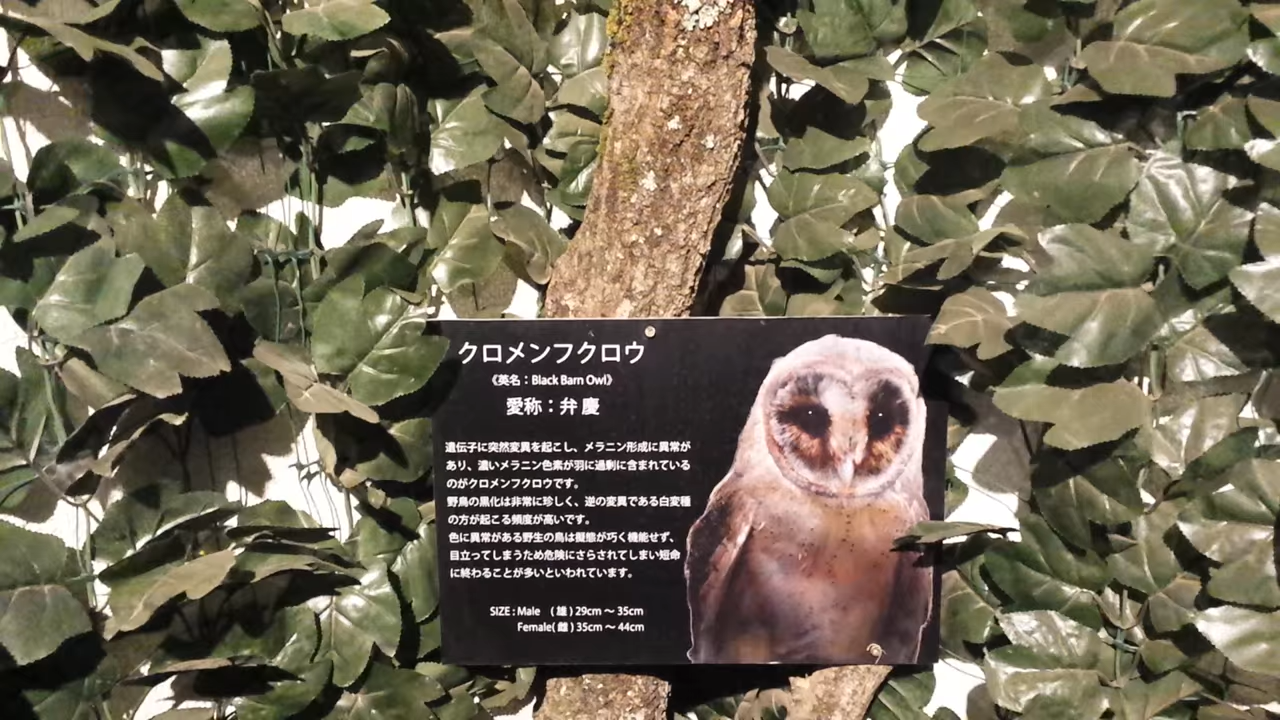 クロメンフクロウ
《英名：Black Barn Owl》
愛称：弁慶
遺伝子に突然変異を起こし、メラニン形成に異常が
あり、濃いメラニン色素が羽に過剰に含まれている
のがクロメンフクロウです。
野鳥の黒化は非常に珍しく、逆の変異である白変種
の方が起こる頻度が高いです。
色に異常がある野生の鳥は擬態が巧く機能せず、
目立ってしまうため危険にさらされてしまい短命
に終わることが多いといわれています。
SIZE : Male （雄）29cm ～ 35cm
Female（雌）35cm ～ 44cm